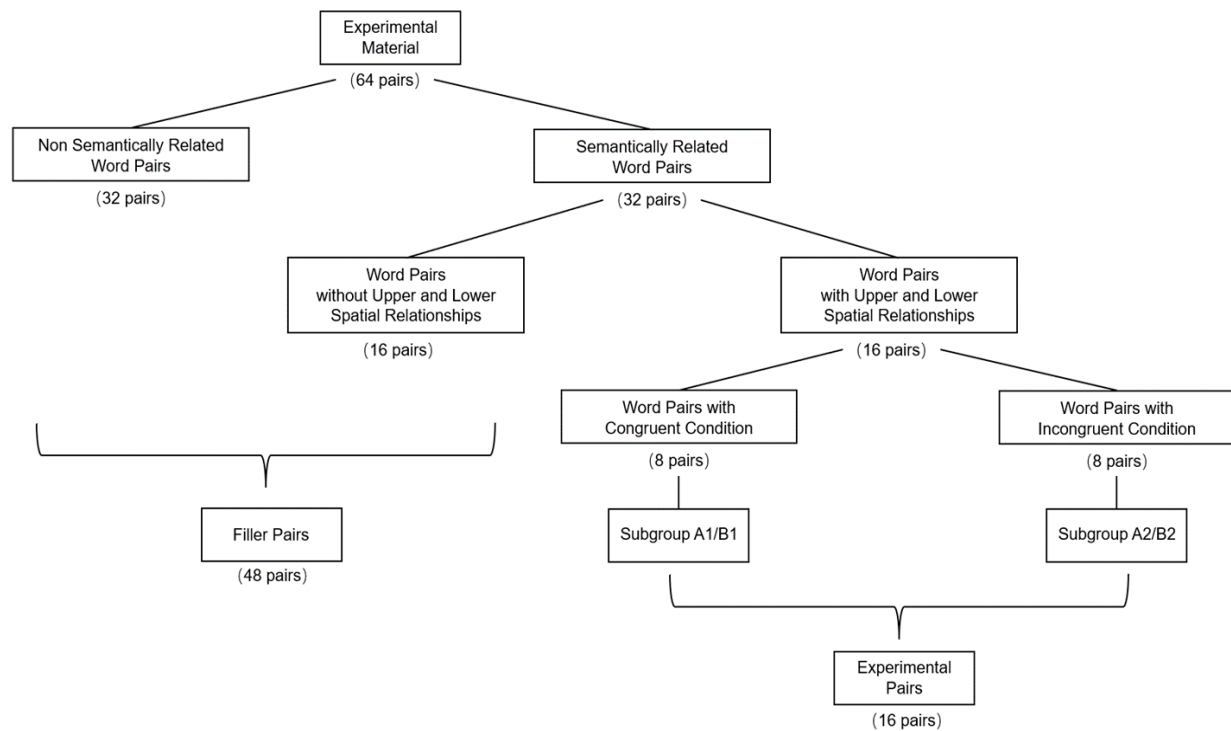 Experimental
Material
(64 pairs)
Non Semantically Related
Word Pairs
(32 pairs)
Semantically Related
Word Pairs
(32 pairs)
Word Pairs
without Upper and Lower
Spatial Relationships
(16 pairs)
Word Pairs
with Upper and Lower
Spatial Relationships
(16 pairs)
Word Pairs with
Congruent Condition
(8 pairs)
Word Pairs with
Incongruent Condition
(8 pairs)
Filler Pairs
(48 pairs)
Subgroup A1/B1
Subgroup A2/B2
Experimental
Pairs
(16 pairs)